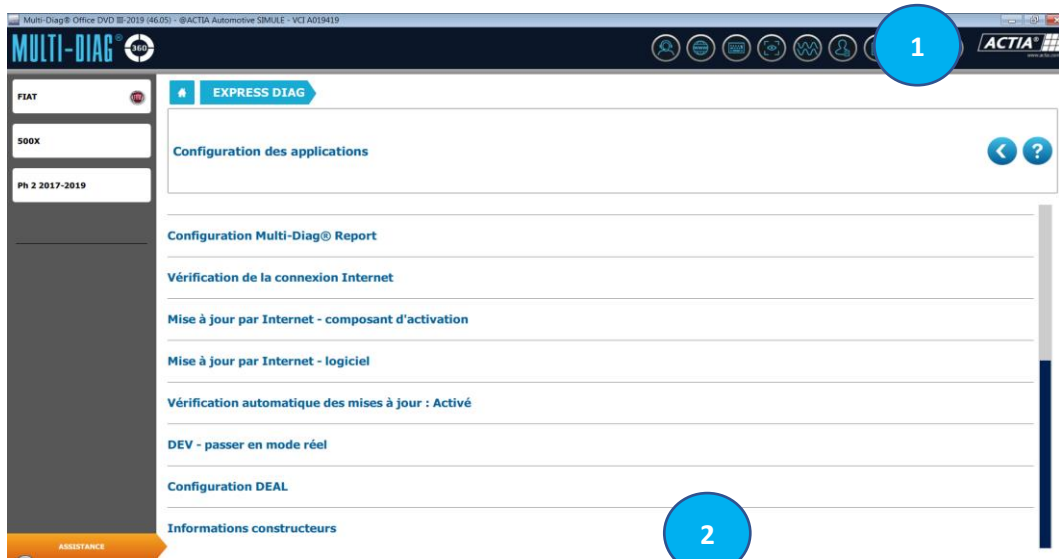 Multi-Diag® Office DVD III-2019 (46.05) - @ACTIA Automotive SIMULE - VCI A019419
MULTI-DIAG® 360
1
ACTIA®
FIAT
500X
Ph 2 2017-2019
EXPRESS DIAG
Configuration des applications
?
Configuration Multi-Diag® Report
Vérification de la connexion Internet
Mise à jour par Internet - composant d'activation
Mise à jour par Internet - logiciel
Vérification automatique des mises à jour : Activé
DEV - passer en mode réel
Configuration DEAL
Informations constructeurs
2
ASSISTANCE